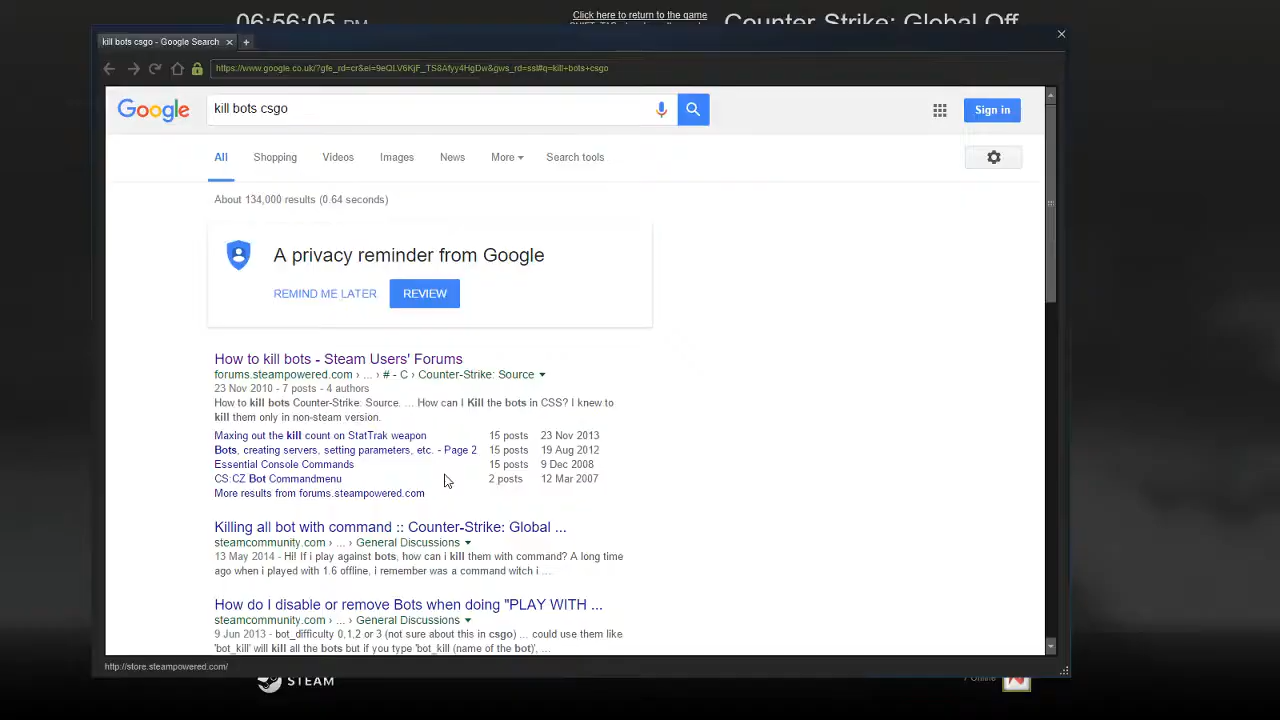 06:56:05 PM
Click here to return to the game
Counter Strike: Global Off
kill bots csgo - Google Search
https://www.google.co.uk/?gfe_rd=cr&ei=9eQLV6KjF_TS8Afyy4HgDw&gws_rd=ssl#q=kill+bots+csgo
Google
kill bots csgo
Sign in
All Shopping Videos Images News More Search tools
About 134,000 results (0.64 seconds)
A privacy reminder from Google
REMIND ME LATER REVIEW
How to kill bots - Steam Users' Forums
forums.steampowered.com › ... › # - C › Counter-Strike: Source
23 Nov 2010 - 7 posts - 4 authors
How to kill bots Counter-Strike: Source. ... How can I Kill the bots in CSS? I knew to
kill them only in non-steam version.
Maxing out the kill count on StatTrak weapon 15 posts 23 Nov 2013
Bots, creating servers, setting parameters, etc. - Page 2 15 posts 19 Aug 2012
Essential Console Commands 15 posts 9 Dec 2008
CS:CZ Bot Commandmenu 2 posts 12 Mar 2007
More results from forums.steampowered.com
Killing all bot with command :: Counter-Strike: Global ...
steamcommunity.com › ... › General Discussions
13 May 2014 - Hi! If i play against bots, how can i kill them with command? A long time
ago when i played with 1.6 offline, i remember was a command witch i ...
How do I disable or remove Bots when doing "PLAY WITH ...
steamcommunity.com › ... › General Discussions
9 Jun 2013 - bot_difficulty 0,1,2 or 3 (not sure about this in csgo) ... could use them like
'bot_kill' will kill all the bots but if you type 'bot_kill (name of the bot)', ...
http://store.steampowered.com/
STEAM
Online